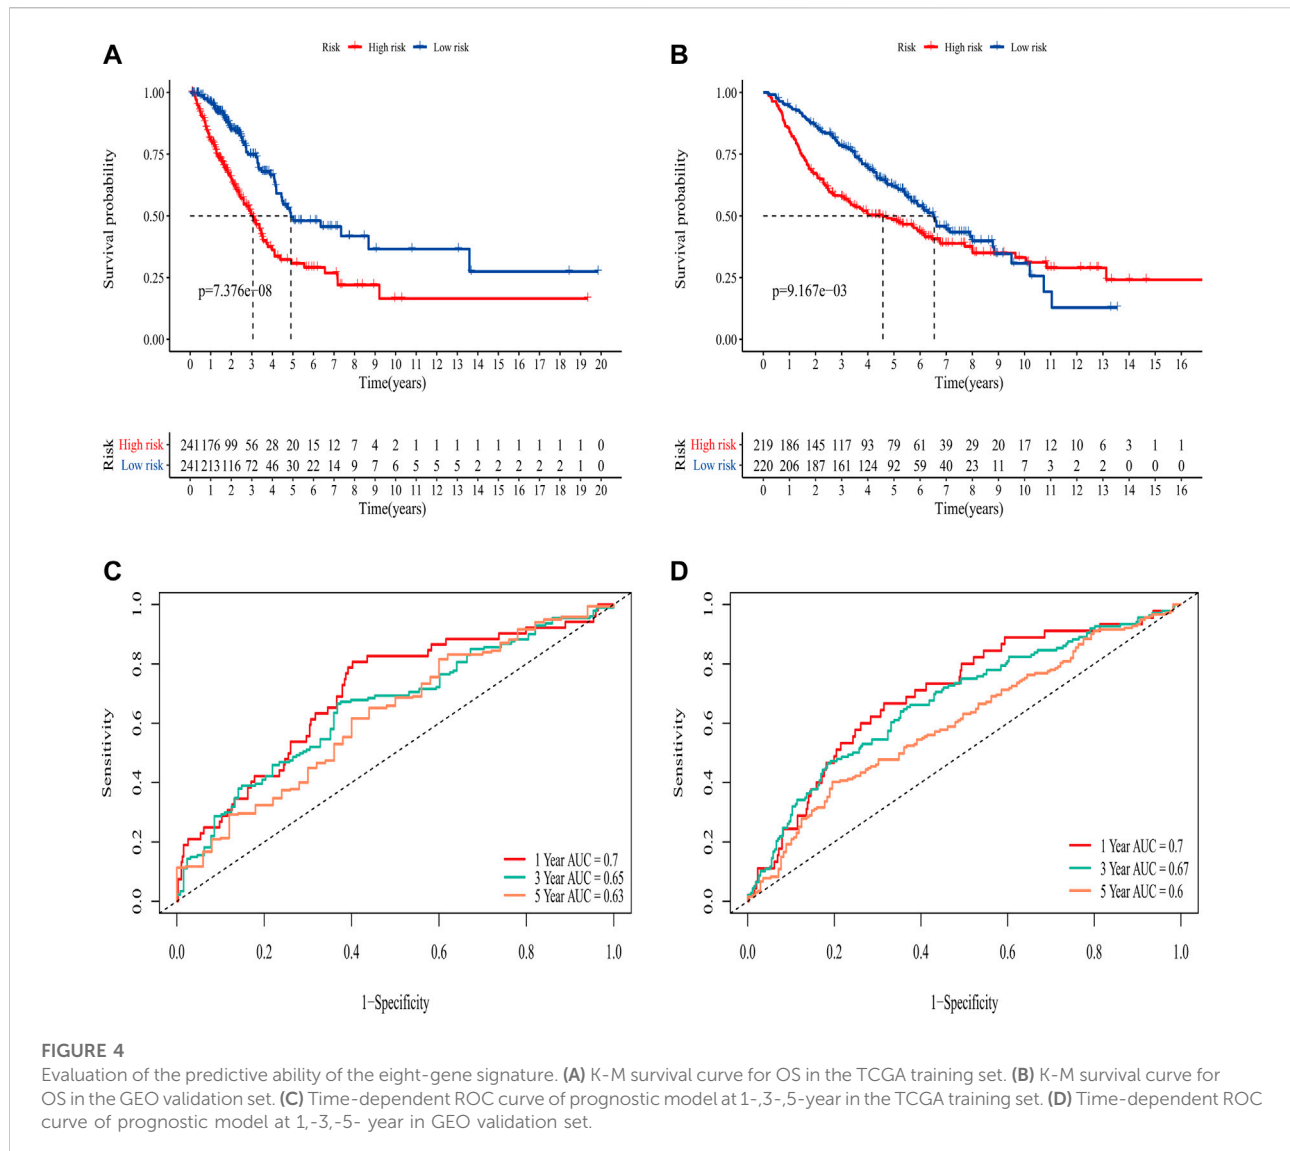 A
Risk High risk Low risk
1.00
0.75
0.50
0.25
0.00
Survival probability
p=7.376e−08
0 1 2 3 4 5 6 7 8 9 10 11 12 13 14 15 16 17 18 19 20
Time(years)
Risk
High risk 241 176 99 56 28 20 15 12 7 4 2 1 1 1 1 1 1 1 1 1 0
Low risk 241 213 116 72 46 30 22 14 9 7 6 5 5 5 2 2 2 2 2 1 0
0 1 2 3 4 5 6 7 8 9 10 11 12 13 14 15 16 17 18 19 20
Time(years)
B
Risk High risk Low risk
1.00
0.75
0.50
0.25
0.00
Survival probability
p=9.167e−03
0 1 2 3 4 5 6 7 8 9 10 11 12 13 14 15 16
Time(years)
Risk
High risk 219 186 145 117 93 79 61 39 29 20 17 12 10 6 3 1 1
Low risk 220 206 187 161 124 92 59 40 23 11 7 3 2 2 0 0 0
0 1 2 3 4 5 6 7 8 9 10 11 12 13 14 15 16
Time(years)
C
1.0
0.8
0.6
0.4
0.2
0.0
Sensitivity
1 Year AUC = 0.7
3 Year AUC = 0.65
5 Year AUC = 0.63
0.0 0.2 0.4 0.6 0.8 1.0
1−Specificity
D
1.0
0.8
0.6
0.4
0.2
0.0
Sensitivity
1 Year AUC = 0.7
3 Year AUC = 0.67
5 Year AUC = 0.6
0.0 0.2 0.4 0.6 0.8 1.0
1−Specificity
FIGURE 4
Evaluation of the predictive ability of the eight-gene signature. (A) K-M survival curve for OS in the TCGA training set. (B) K-M survival curve for
OS in the GEO validation set. (C) Time-dependent ROC curve of prognostic model at 1-,3-,5-year in the TCGA training set. (D) Time-dependent ROC
curve of prognostic model at 1,-3,-5- year in GEO validation set.